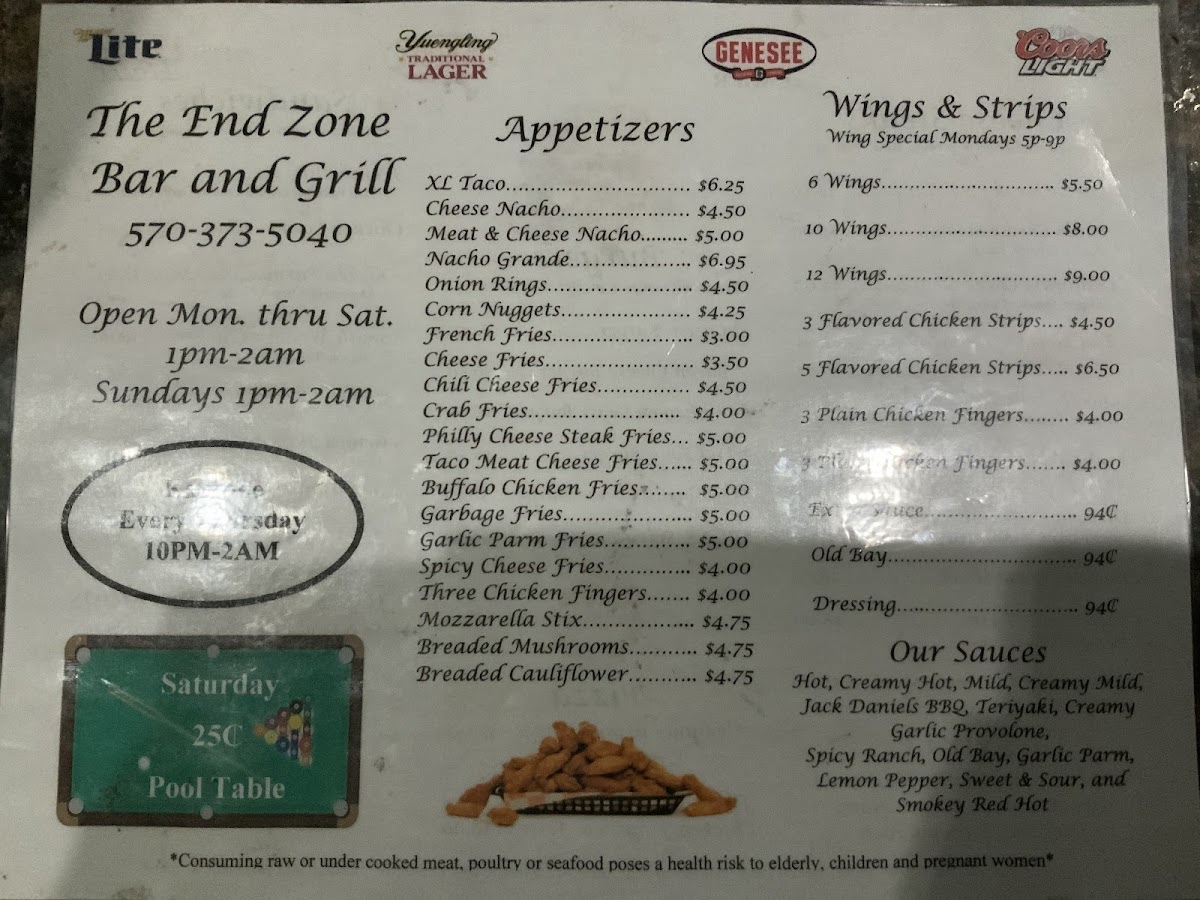 Miller Lite
Yuengling
TRADITIONAL
LAGER
GENESEE
Coors
LIGHT
The End Zone
Bar and Grill
570-373-5040
Open Mon. thru Sat.
1pm-2am
Sundays 1pm-2am
Every
10PM-2AM
Saturday
25₵
Pool Table
Appetizers
XL Taco............................. $6.25
Cheese Nacho..................... $4.50
Meat & Cheese Nacho......... $5.00
Nacho Grande.................... $6.95
Onion Rings....................... $4.50
Corn Nuggets..................... $4.25
French Fries....................... $3.00
Cheese Fries........................ $3.50
Chili Cheese Fries............... $4.50
Crab Fries......................... $4.00
Philly Cheese Steak Fries... $5.00
Taco Meat Cheese Fries...... $5.00
Buffalo Chicken Fries........ $5.00
Garbage Fries..................... $5.00
Garlic Parm Fries.............. $5.00
Spicy Cheese Fries.............. $4.00
Three Chicken Fingers....... $4.00
Mozzarella Stix.................. $4.75
Breaded Mushrooms........... $4.75
Breaded Cauliflower........... $4.75
Wings & Strips
Wing Special Mondays 5p-9p
6 Wings.............................. $5.50
10 Wings............................. $8.00
12 Wings............................. $9.00
3 Flavored Chicken Strips.... $4.50
5 Flavored Chicken Strips..... $6.50
3 Plain Chicken Fingers........ $4.00
3 Chicken Fingers....... $4.00
Sauce.......................... 94₵
Old Bay................................ 94₵
Dressing.............................. 94₵
Our Sauces
Hot, Creamy Hot, Mild, Creamy Mild,
Jack Daniels BBQ, Teriyaki, Creamy
Garlic Provolone,
Spicy Ranch, Old Bay, Garlic Parm,
Lemon Pepper, Sweet & Sour, and
Smokey Red Hot
*Consuming raw or under cooked meat, poultry or seafood poses a health risk to elderly, children and pregnant women*